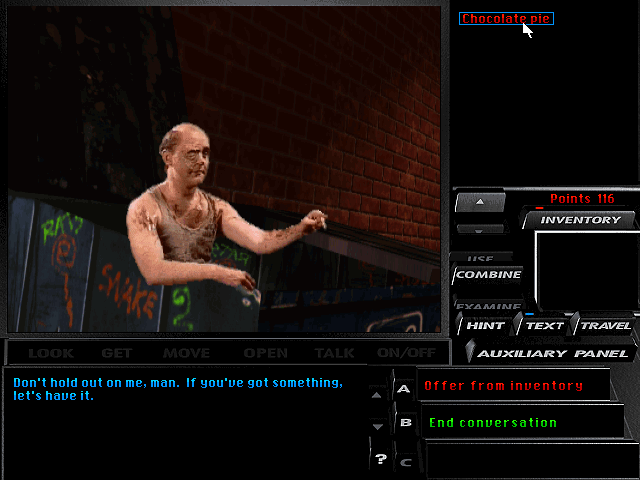 Chocolate pie
Points 116
INVENTORY
USE
COMBINE
EXAMINE
HINT
TEXT
TRAVEL
AUXILIARY PANEL
SNAKE
LOOK
GET
MOVE
OPEN
TALK
ON/OFF
Don't hold out on me, man. If you've got something,
let's have it.
A
Offer from inventory
B
End conversation
?
C